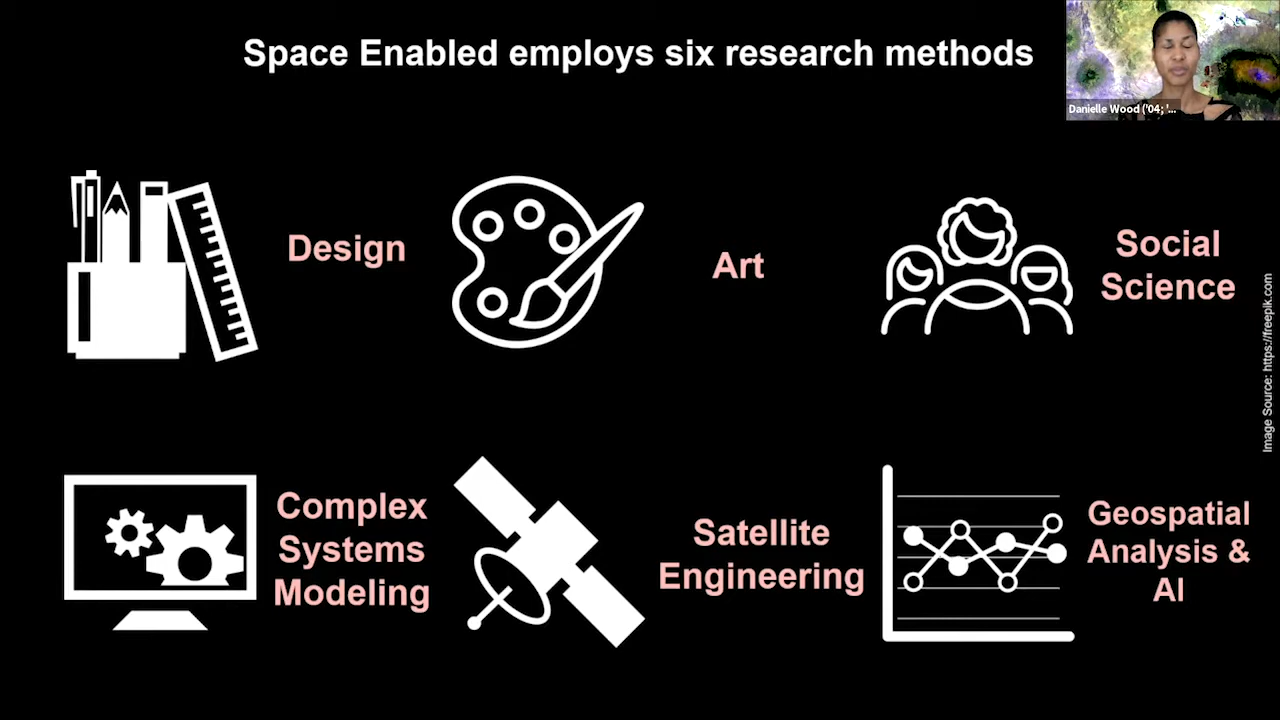 Space Enabled employs six research methods
Danielle Wood ('04; '...
Design
Art
Social
Science
Image Source: https://freepik.com
Complex
Systems
Modeling
Satellite
Engineering
Geospatial
Analysis &
AI